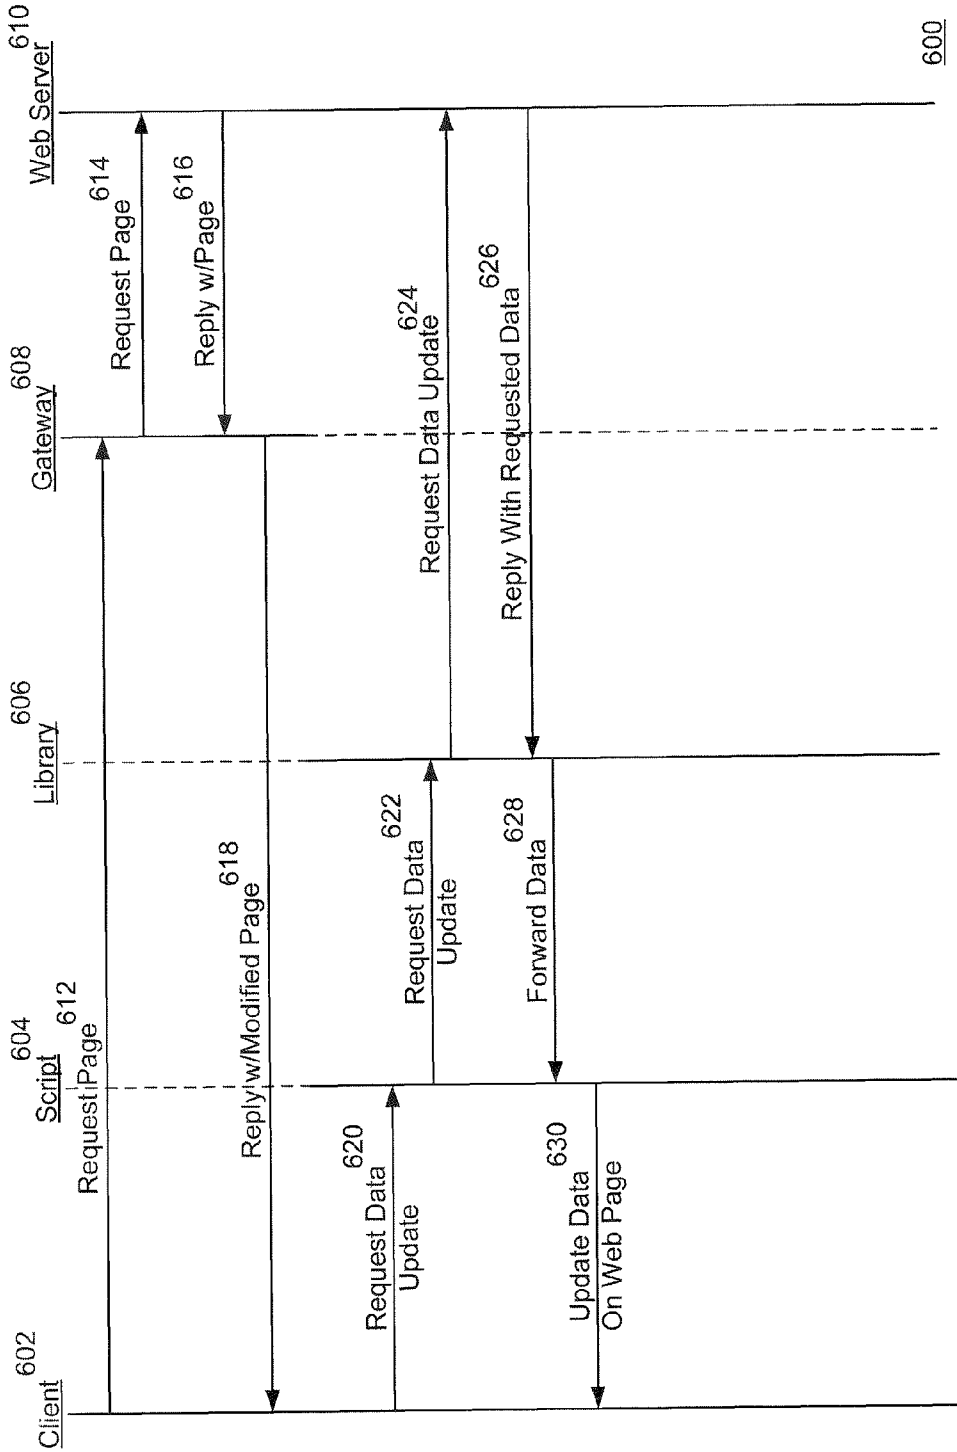 Client 602
Script 604
Library 606
Gateway 608
Web Server 610
Request Page 612
Request Page 614
Reply w/Page 616
Reply w/Modified Page 618
Request Data 620
Update
Request Data 622
Update
Request Data Update 624
Reply With Requested Data 626
Forward Data 628
Update Data 630
On Web Page
600